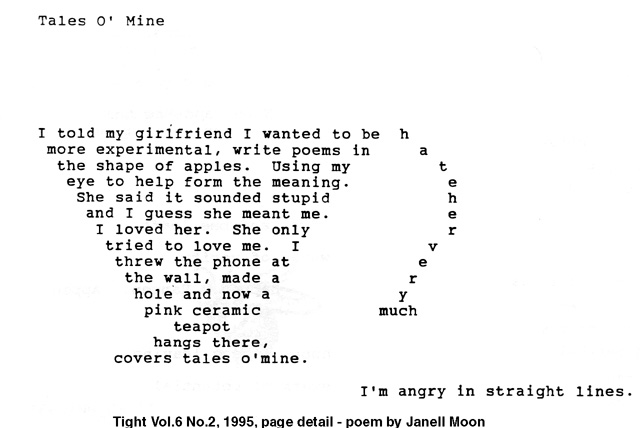 Tales O' Mine
I told my girifriend I wanted to be h
more experimental, write poems in a
the shape of apples. Using my t
eye to help form the meaning. e
She said it sounded stupid h
and I guess she meant me. e
I loved her. She only r
tried to love me. I v
threw the phone at e
the wall, made a r
hole and now a y
pink ceramic much
teapot
hangs there,
covers tales o'mine.
I'm angry in straight lines.
Tight Vol.6 No.2, 1995, page detail - poem by Janell Moon